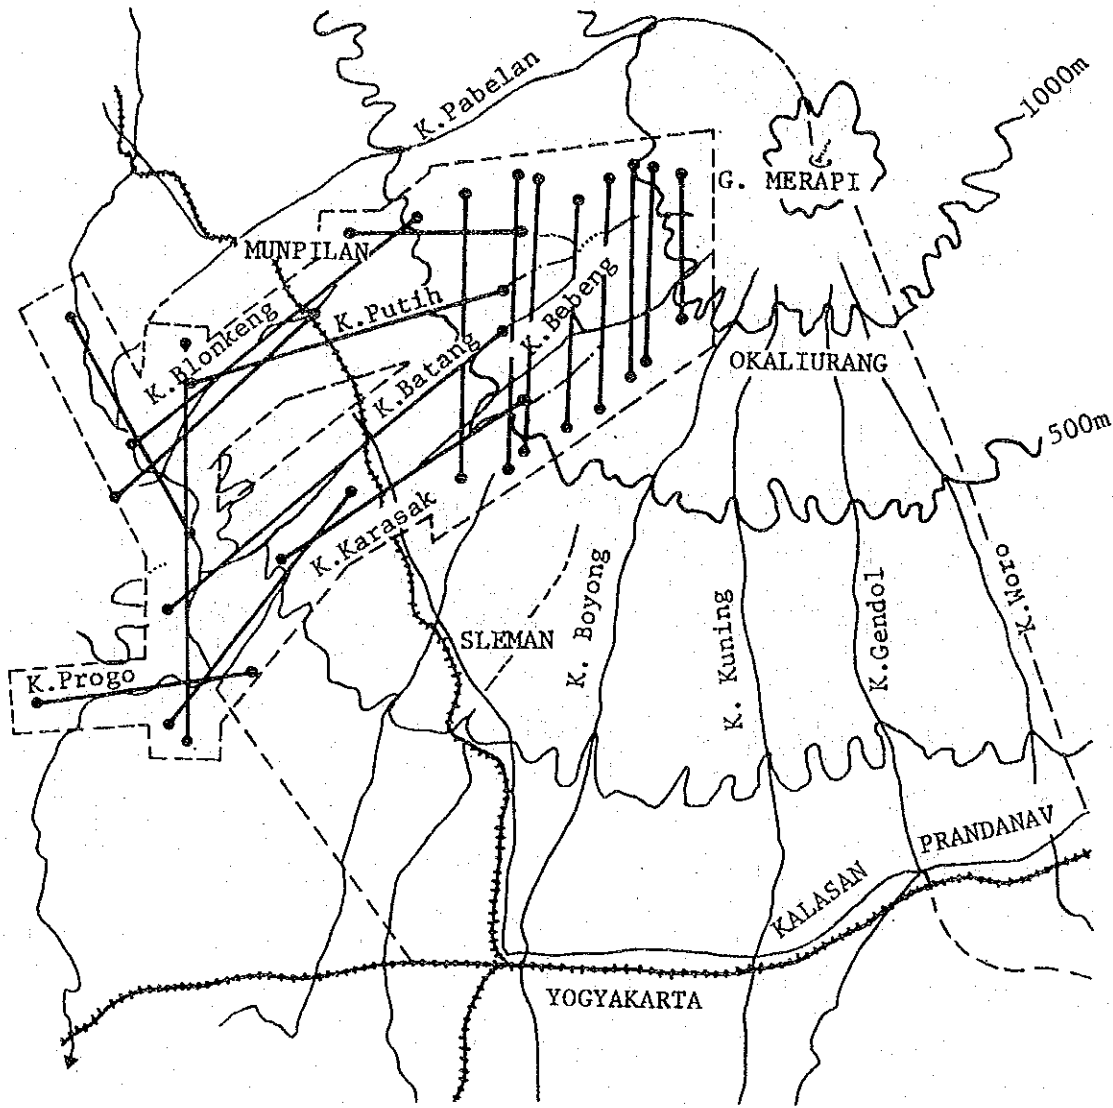 1000m
K.Pabelan
G. MERAPI
MUNPILAN
K.Putih
K.Bebeng
K.Blonkeng
K.Batang
OKALIURANG
500m
K.Karasak
K. Boyong
K. Kuning
K.Gendol
K.Woro
SLEMAN
K.Progo
PRANDANAV
KALASAN
YOGYAKARTA